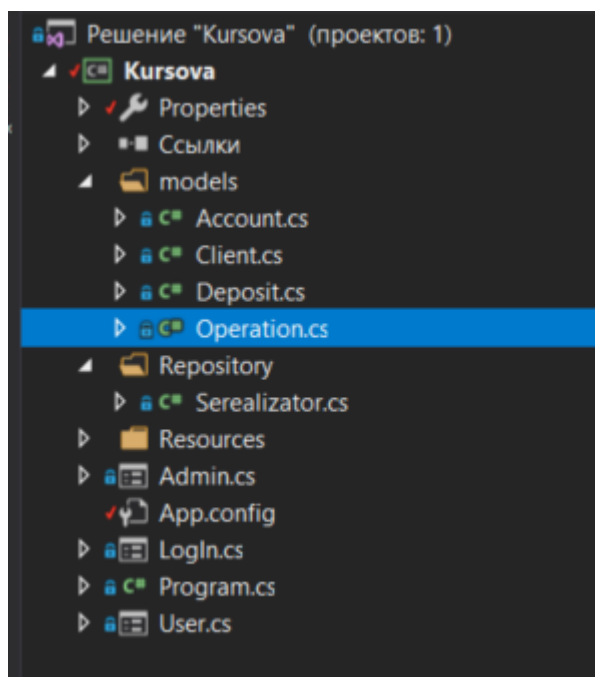 Решение "Kursova" (проектов: 1)
Kursova
Properties
Ссылки
models
Account.cs
Client.cs
Deposit.cs
Operation.cs
Repository
Serealizator.cs
Resources
Admin.cs
App.config
LogIn.cs
Program.cs
User.cs